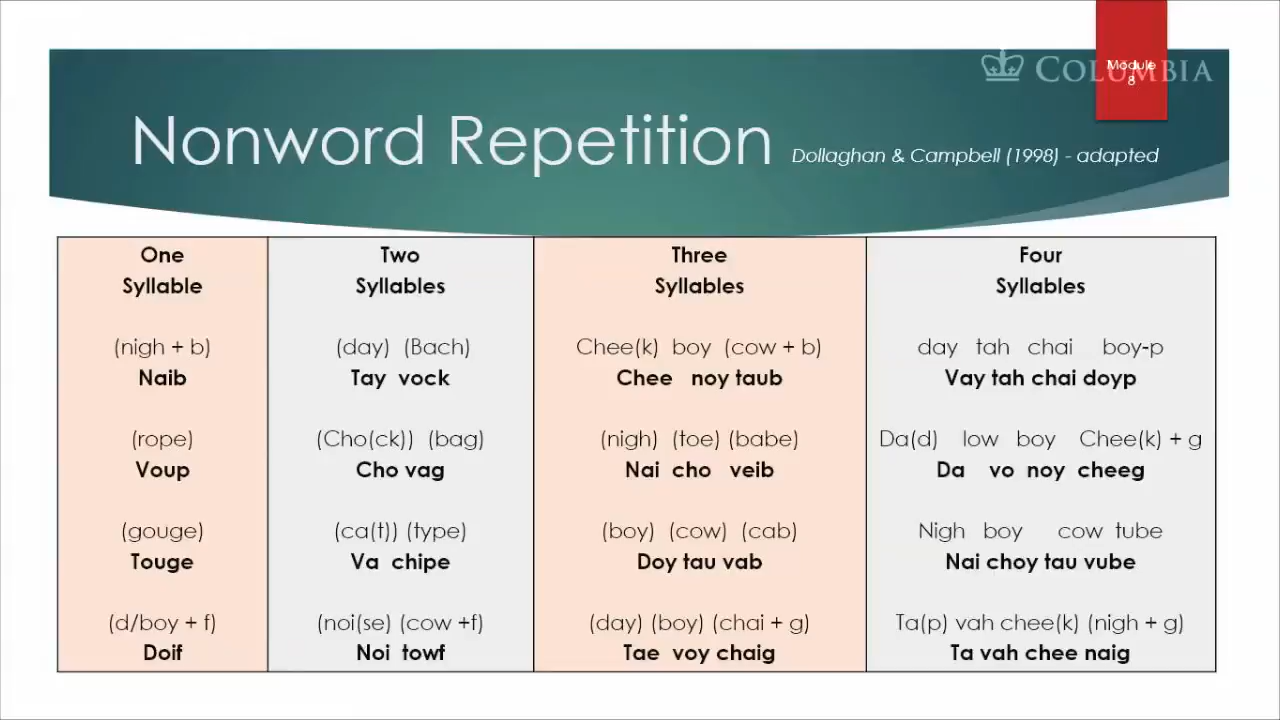 COLUMBIA
Module
8
Nonword Repetition Dollaghan & Campbell (1998) - adapted
One
Syllable
(nigh + b)
Naib
(rope)
Voup
(gouge)
Touge
(d/boy + f)
Doif
Two
Syllables
(day) (Bach)
Tay vock
(Cho(ck)) (bag)
Cho vag
(ca(t)) (type)
Va chipe
(noi(se) (cow +f)
Noi towf
Three
Syllables
Chee(k) boy (cow + b)
Chee noy taub
(nigh) (toe) (babe)
Nai cho veib
(boy) (cow) (cab)
Doy tau vab
(day) (boy) (chai + g)
Tae voy chaig
Four
Syllables
day tah chai boy-p
Vay tah chai doyp
Da(d) low boy Chee(k) + g
Da vo noy cheeg
Nigh boy cow tube
Nai choy tau vube
Ta(p) vah chee(k) (nigh + g)
Ta vah chee naig